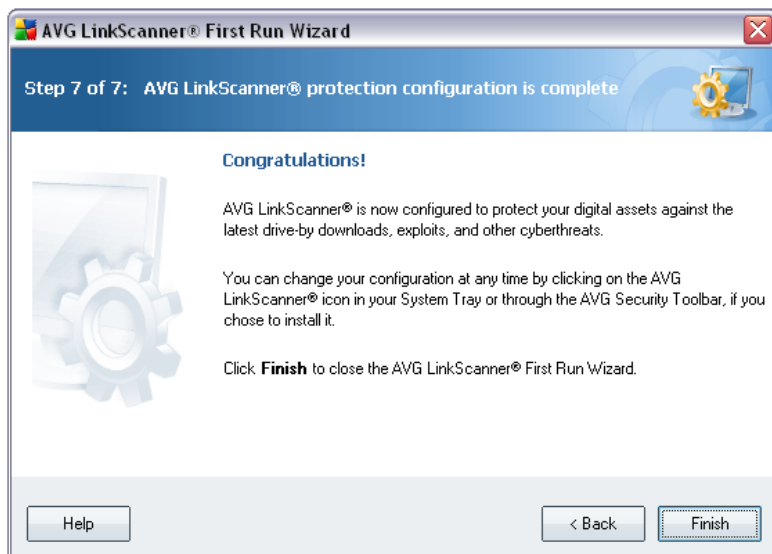 AVG LinkScanner® First Run Wizard
Step 7 of 7: AVG LinkScanner® protection configuration is complete
Congratulations!
AVG LinkScanner® is now configured to protect your digital assets against the
latest drive-by downloads, exploits, and other cyberthreats.
You can change your configuration at any time by clicking on the AVG
LinkScanner® icon in your System Tray or through the AVG Security Toolbar, if you
chose to install it.
Click Finish to close the AVG LinkScanner® First Run Wizard.
Help
< Back
Finish